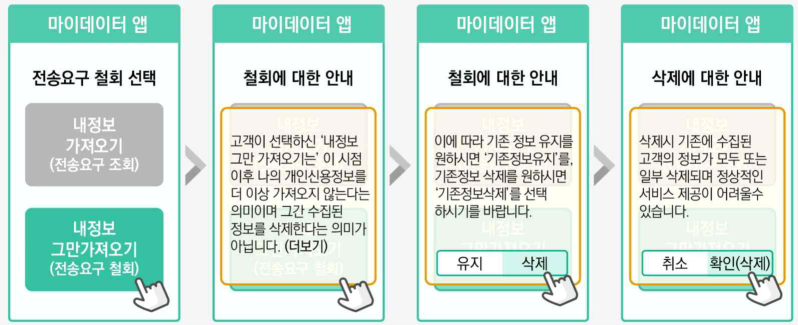 마이데이터 앱
전송요구 철회 선택
내정보
가져오기
(전송요구 조회)
내정보
그만가져오기
(전송요구 철회)
마이데이터 앱
철회에 대한 안내
고객이 선택하신 '내정보
그만 가져오기는' 이 시점
이후 나의 개인신용정보를
더 이상 가져오지 않는다는
의미이며 그간 수집된
정보를 삭제한다는 의미가
아닙니다. (더보기)
(전송요구 철회)
마이데이터 앱
철회에 대한 안내
이에 따라 기존 정보 유지를
원하시면 '기존정보유지'를,
기존정보 삭제를 원하시면
'기존정보삭제'를 선택
하시기를 바랍니다.
유지 삭제
마이데이터 앱
삭제에 대한 안내
삭제시 기존에 수집된
고객의 정보가 모두 또는
일부 삭제되며 정상적인
서비스 제공이 어려울수
있습니다.
취소 확인(삭제)